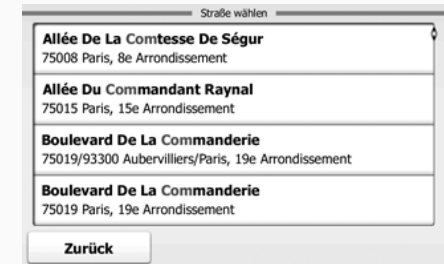 Straße wählen
Allée De La Comtesse De Ségur
75008 Paris, 8e Arrondissement
Allée Du Commandant Raynal
75015 Paris, 15e Arrondissement
Boulevard De La Commanderie
75019/93300 Aubervilliers/Paris, 19e Arrondissement
Boulevard De La Commanderie
75019 Paris, 19e Arrondissement
Zurück